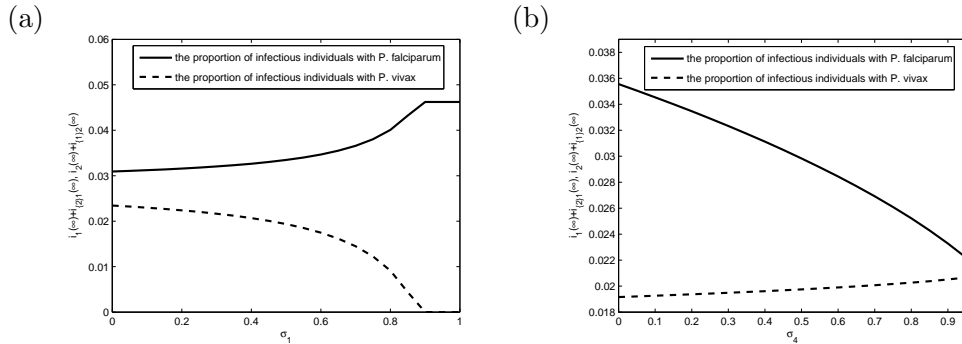 (a)
0.06
0.05
0.04
0.03
0.02
0.01
0
the proportion of infectious individuals with P. falciparum
the proportion of infectious individuals with P. vivax
i₁(∞)+i₍₂₎₁(∞), i₂(∞)+i₍₁₎₂(∞)
0 0.2 0.4 0.6 0.8 1
σ₁
(b)
0.038
0.036
0.034
0.032
0.03
0.028
0.026
0.024
0.022
0.02
0.018
the proportion of infectious individuals with P. falciparum
the proportion of infectious individuals with P. vivax
i₁(∞)+i₍₂₎₁(∞), i₂(∞)+i₍₁₎₂(∞)
0 0.1 0.2 0.3 0.4 0.5 0.6 0.7 0.8 0.9
σ₄